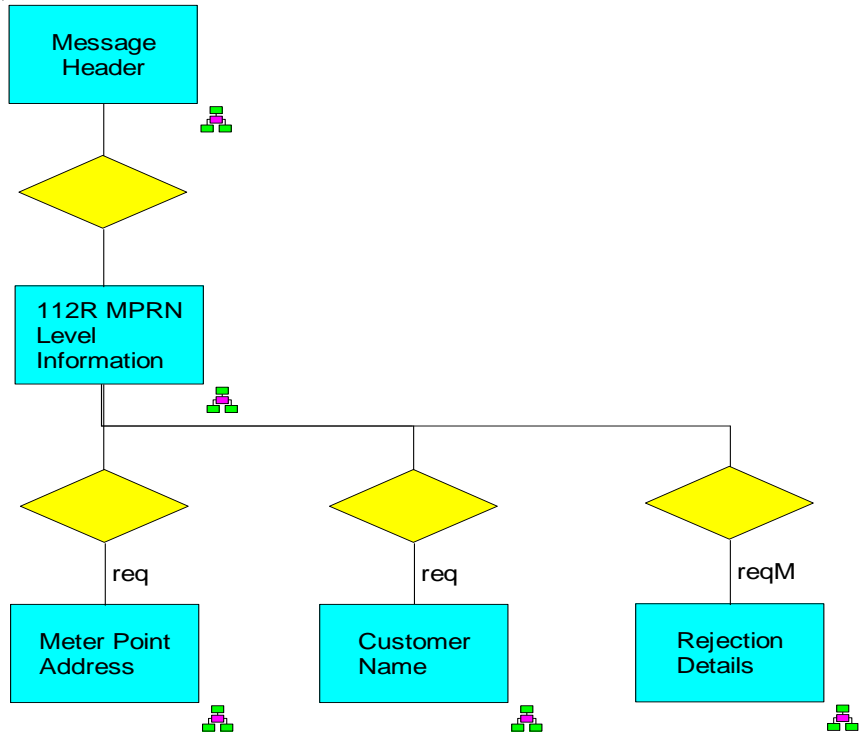 Message
Header
112R MPRN
Level
Information
req
req
reqM
Meter Point
Address
Customer
Name
Rejection
Details